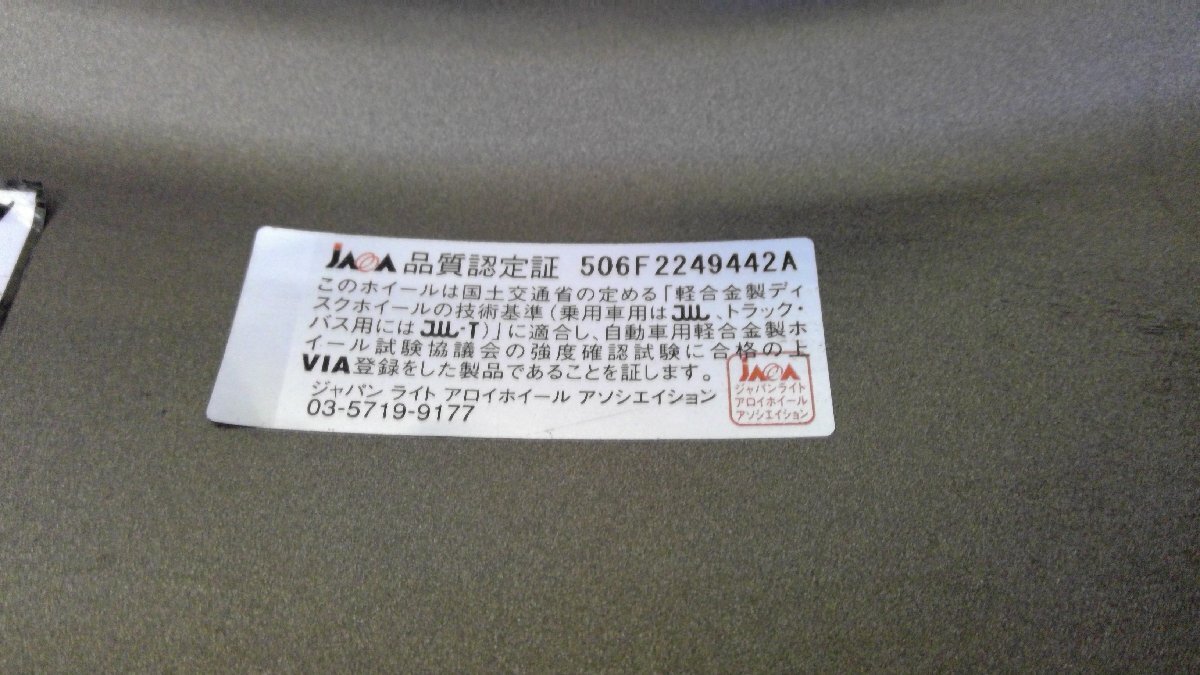 JAWA 品質認定証 506F2249442A
このホイールは国土交通省の定める「軽合金製ディ
スクホイールの技術基準（乗用車用はJWL、トラック・
バス用にはJWL・T）」に適合し、自動車用軽合金製ホ
イール試験協議会の強度確認試験に合格の上
VIA登録をした製品であることを証します。
ジャパン ライト アロイホイール アソシエイション
03-5719-9177
JAWA
ジャパンライト
アロイホイール
アソシエイション